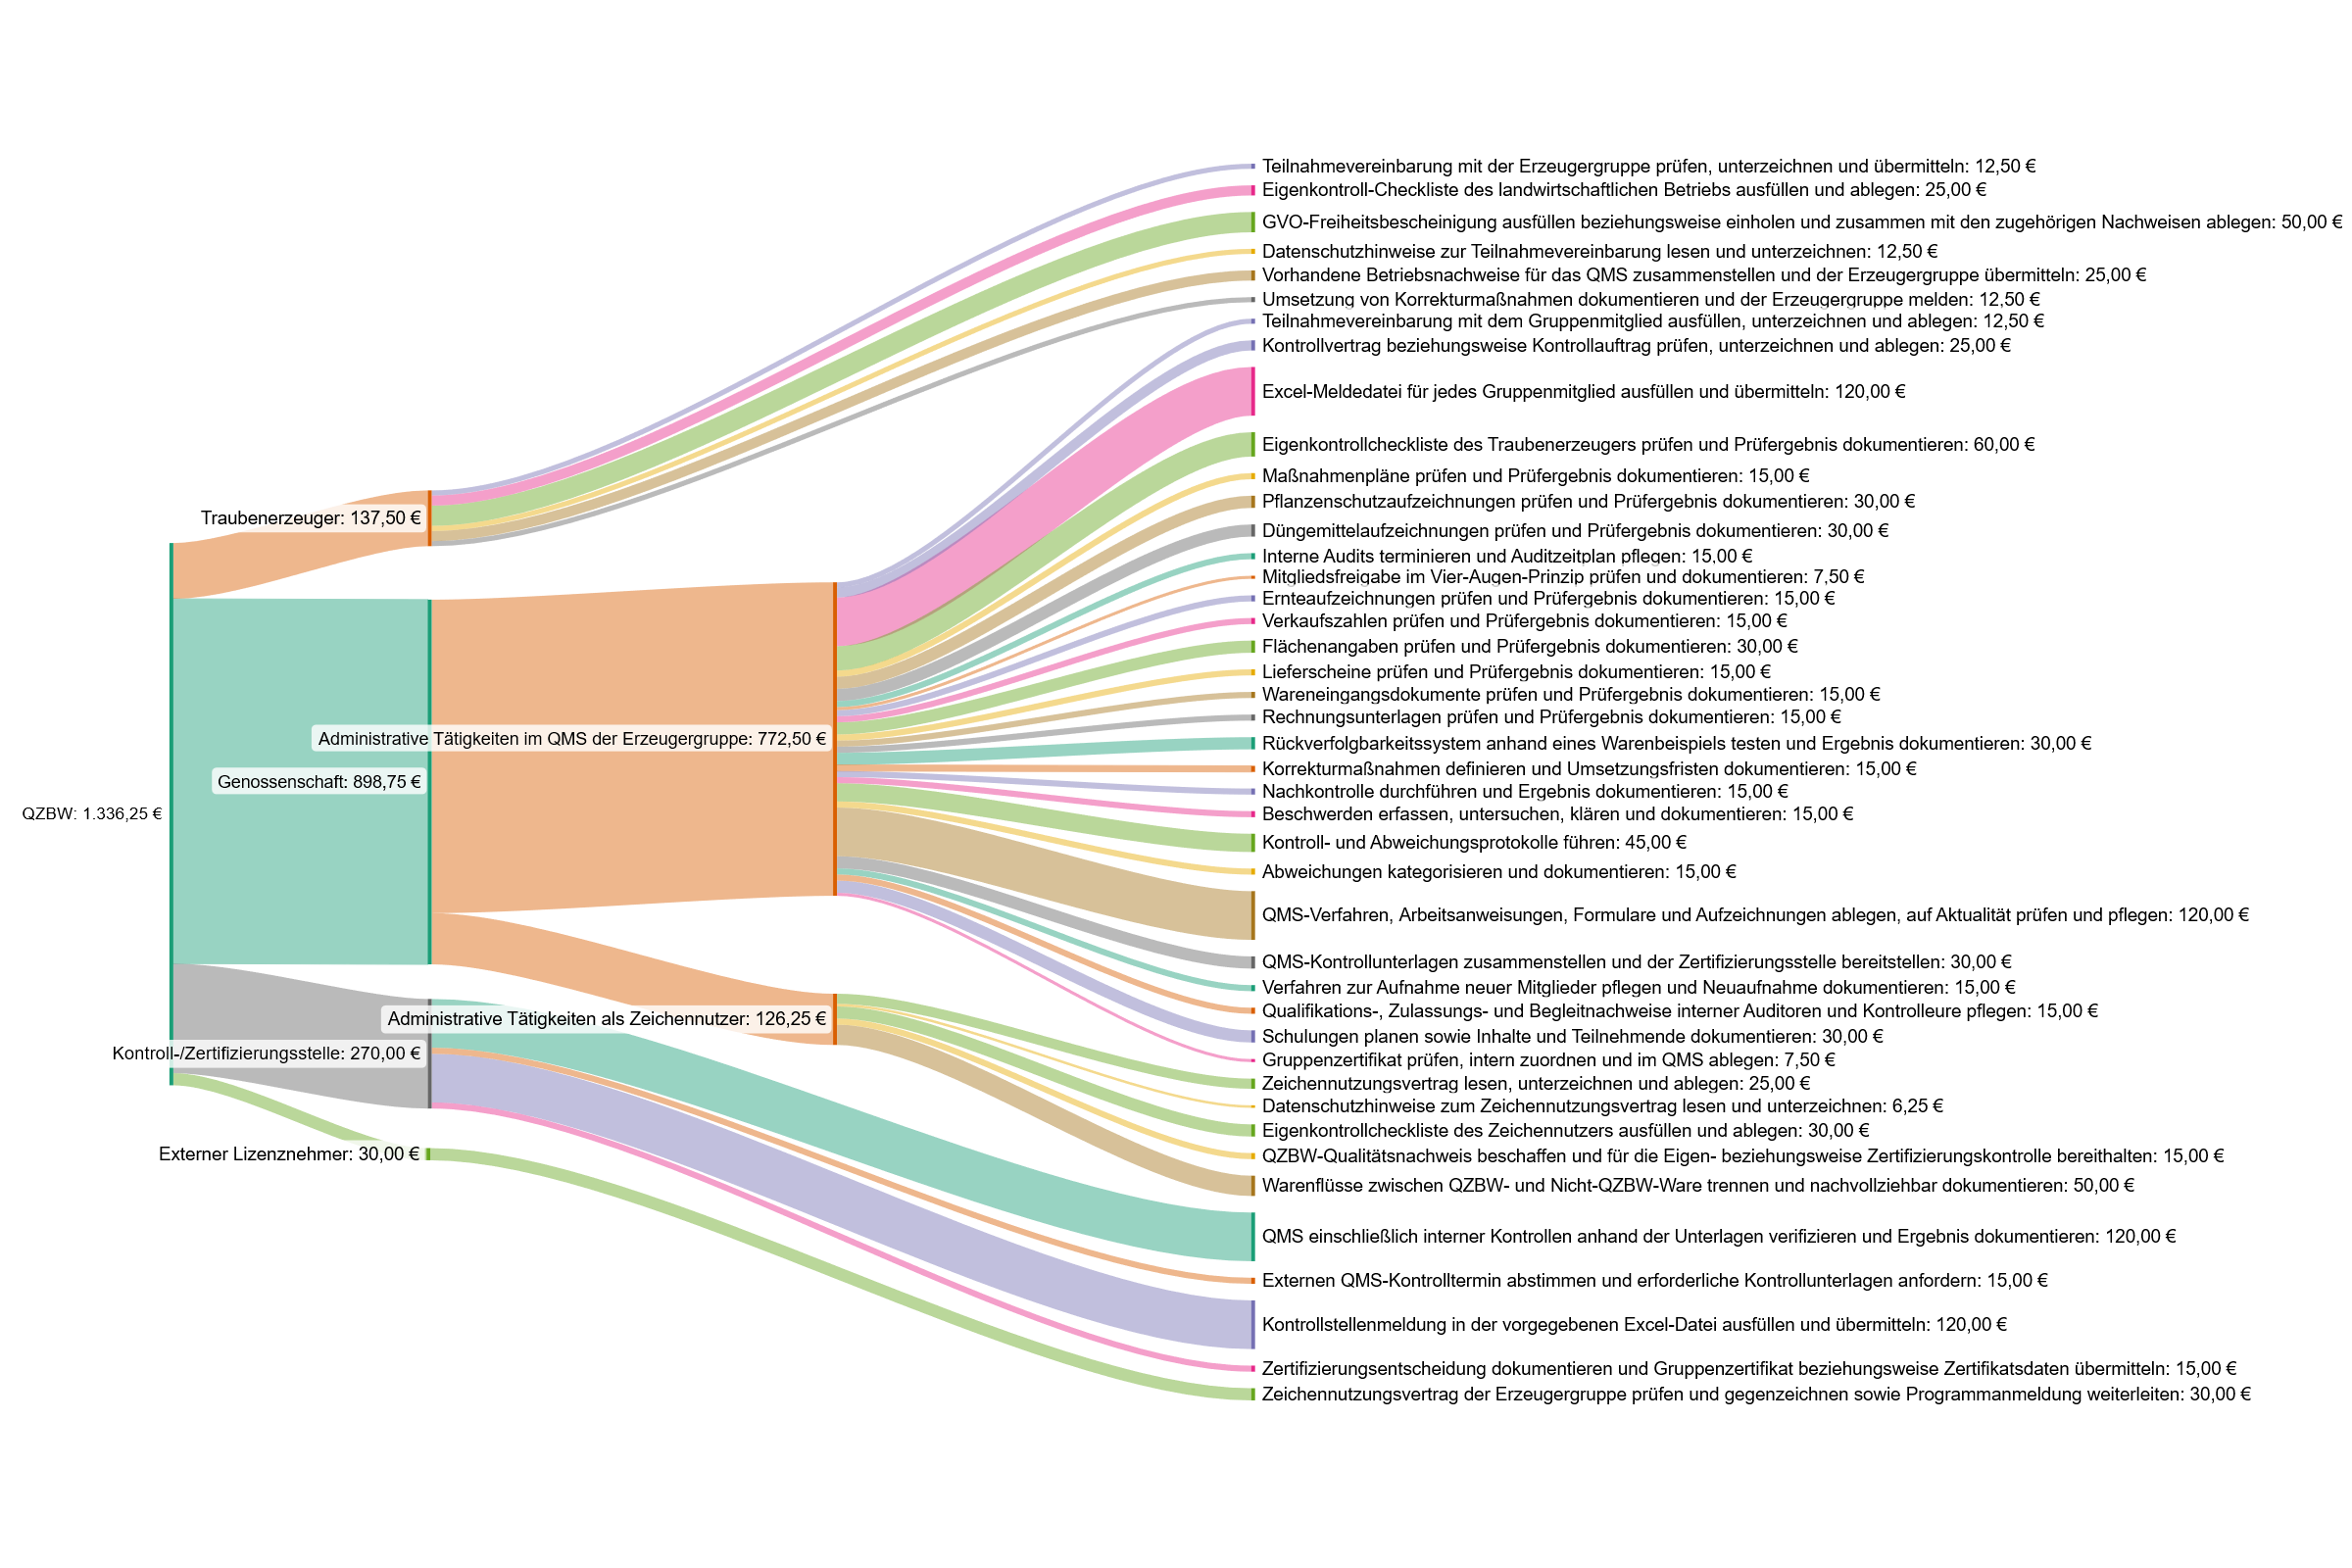 QZBW: 1.336,25 €
Traubenerzeuger: 137,50 €
Genossenschaft: 898,75 €
Kontroll-/Zertifizierungsstelle: 270,00 €
Externer Lizenznehmer: 30,00 €
Administrative Tätigkeiten im QMS der Erzeugergruppe: 772,50 €
Administrative Tätigkeiten als Zeichennutzer: 126,25 €
Teilnahmevereinbarung mit der Erzeugergruppe prüfen, unterzeichnen und übermitteln: 12,50 €
Eigenkontroll-Checkliste des landwirtschaftlichen Betriebs ausfüllen und ablegen: 25,00 €
GVO-Freiheitsbescheinigung ausfüllen beziehungsweise einholen und zusammen mit den zugehörigen Nachweisen ablegen: 50,00 €
Datenschutzhinweise zur Teilnahmevereinbarung lesen und unterzeichnen: 12,50 €
Vorhandene Betriebsnachweise für das QMS zusammenstellen und der Erzeugergruppe übermitteln: 25,00 €
Umsetzung von Korrekturmaßnahmen dokumentieren und der Erzeugergruppe melden: 12,50 €
Teilnahmevereinbarung mit dem Gruppenmitglied ausfüllen, unterzeichnen und ablegen: 12,50 €
Kontrollvertrag beziehungsweise Kontrollauftrag prüfen, unterzeichnen und ablegen: 25,00 €
Excel-Meldedatei für jedes Gruppenmitglied ausfüllen und übermitteln: 120,00 €
Eigenkontrollcheckliste des Traubenerzeugers prüfen und Prüfergebnis dokumentieren: 60,00 €
Maßnahmenpläne prüfen und Prüfergebnis dokumentieren: 15,00 €
Pflanzenschutzaufzeichnungen prüfen und Prüfergebnis dokumentieren: 30,00 €
Düngemittelaufzeichnungen prüfen und Prüfergebnis dokumentieren: 30,00 €
Interne Audits terminieren und Auditzeitplan pflegen: 15,00 €
Mitgliedsfreigabe im Vier-Augen-Prinzip prüfen und dokumentieren: 7,50 €
Ernteaufzeichnungen prüfen und Prüfergebnis dokumentieren: 15,00 €
Verkaufszahlen prüfen und Prüfergebnis dokumentieren: 15,00 €
Flächenangaben prüfen und Prüfergebnis dokumentieren: 30,00 €
Lieferscheine prüfen und Prüfergebnis dokumentieren: 15,00 €
Wareneingangsdokumente prüfen und Prüfergebnis dokumentieren: 15,00 €
Rechnungsunterlagen prüfen und Prüfergebnis dokumentieren: 15,00 €
Rückverfolgbarkeitssystem anhand eines Warenbeispiels testen und Ergebnis dokumentieren: 30,00 €
Korrekturmaßnahmen definieren und Umsetzungsfristen dokumentieren: 15,00 €
Nachkontrolle durchführen und Ergebnis dokumentieren: 15,00 €
Beschwerden erfassen, untersuchen, klären und dokumentieren: 15,00 €
Kontroll- und Abweichungsprotokolle führen: 45,00 €
Abweichungen kategorisieren und dokumentieren: 15,00 €
QMS-Verfahren, Arbeitsanweisungen, Formulare und Aufzeichnungen ablegen, auf Aktualität prüfen und pflegen: 120,00 €
QMS-Kontrollunterlagen zusammenstellen und der Zertifizierungsstelle bereitstellen: 30,00 €
Verfahren zur Aufnahme neuer Mitglieder pflegen und Neuaufnahme dokumentieren: 15,00 €
Qualifikations-, Zulassungs- und Begleitnachweise interner Auditoren und Kontrolleure pflegen: 15,00 €
Schulungen planen sowie Inhalte und Teilnehmende dokumentieren: 30,00 €
Gruppenzertifikat prüfen, intern zuordnen und im QMS ablegen: 7,50 €
Zeichennutzungsvertrag lesen, unterzeichnen und ablegen: 25,00 €
Datenschutzhinweise zum Zeichennutzungsvertrag lesen und unterzeichnen: 6,25 €
Eigenkontrollcheckliste des Zeichennutzers ausfüllen und ablegen: 30,00 €
QZBW-Qualitätsnachweis beschaffen und für die Eigen- beziehungsweise Zertifizierungskontrolle bereithalten: 15,00 €
Warenflüsse zwischen QZBW- und Nicht-QZBW-Ware trennen und nachvollziehbar dokumentieren: 50,00 €
QMS einschließlich interner Kontrollen anhand der Unterlagen verifizieren und Ergebnis dokumentieren: 120,00 €
Externen QMS-Kontrolltermin abstimmen und erforderliche Kontrollunterlagen anfordern: 15,00 €
Kontrollstellenmeldung in der vorgegebenen Excel-Datei ausfüllen und übermitteln: 120,00 €
Zertifizierungsentscheidung dokumentieren und Gruppenzertifikat beziehungsweise Zertifikatsdaten übermitteln: 15,00 €
Zeichennutzungsvertrag der Erzeugergruppe prüfen und gegenzeichnen sowie Programmanmeldung weiterleiten: 30,00 €